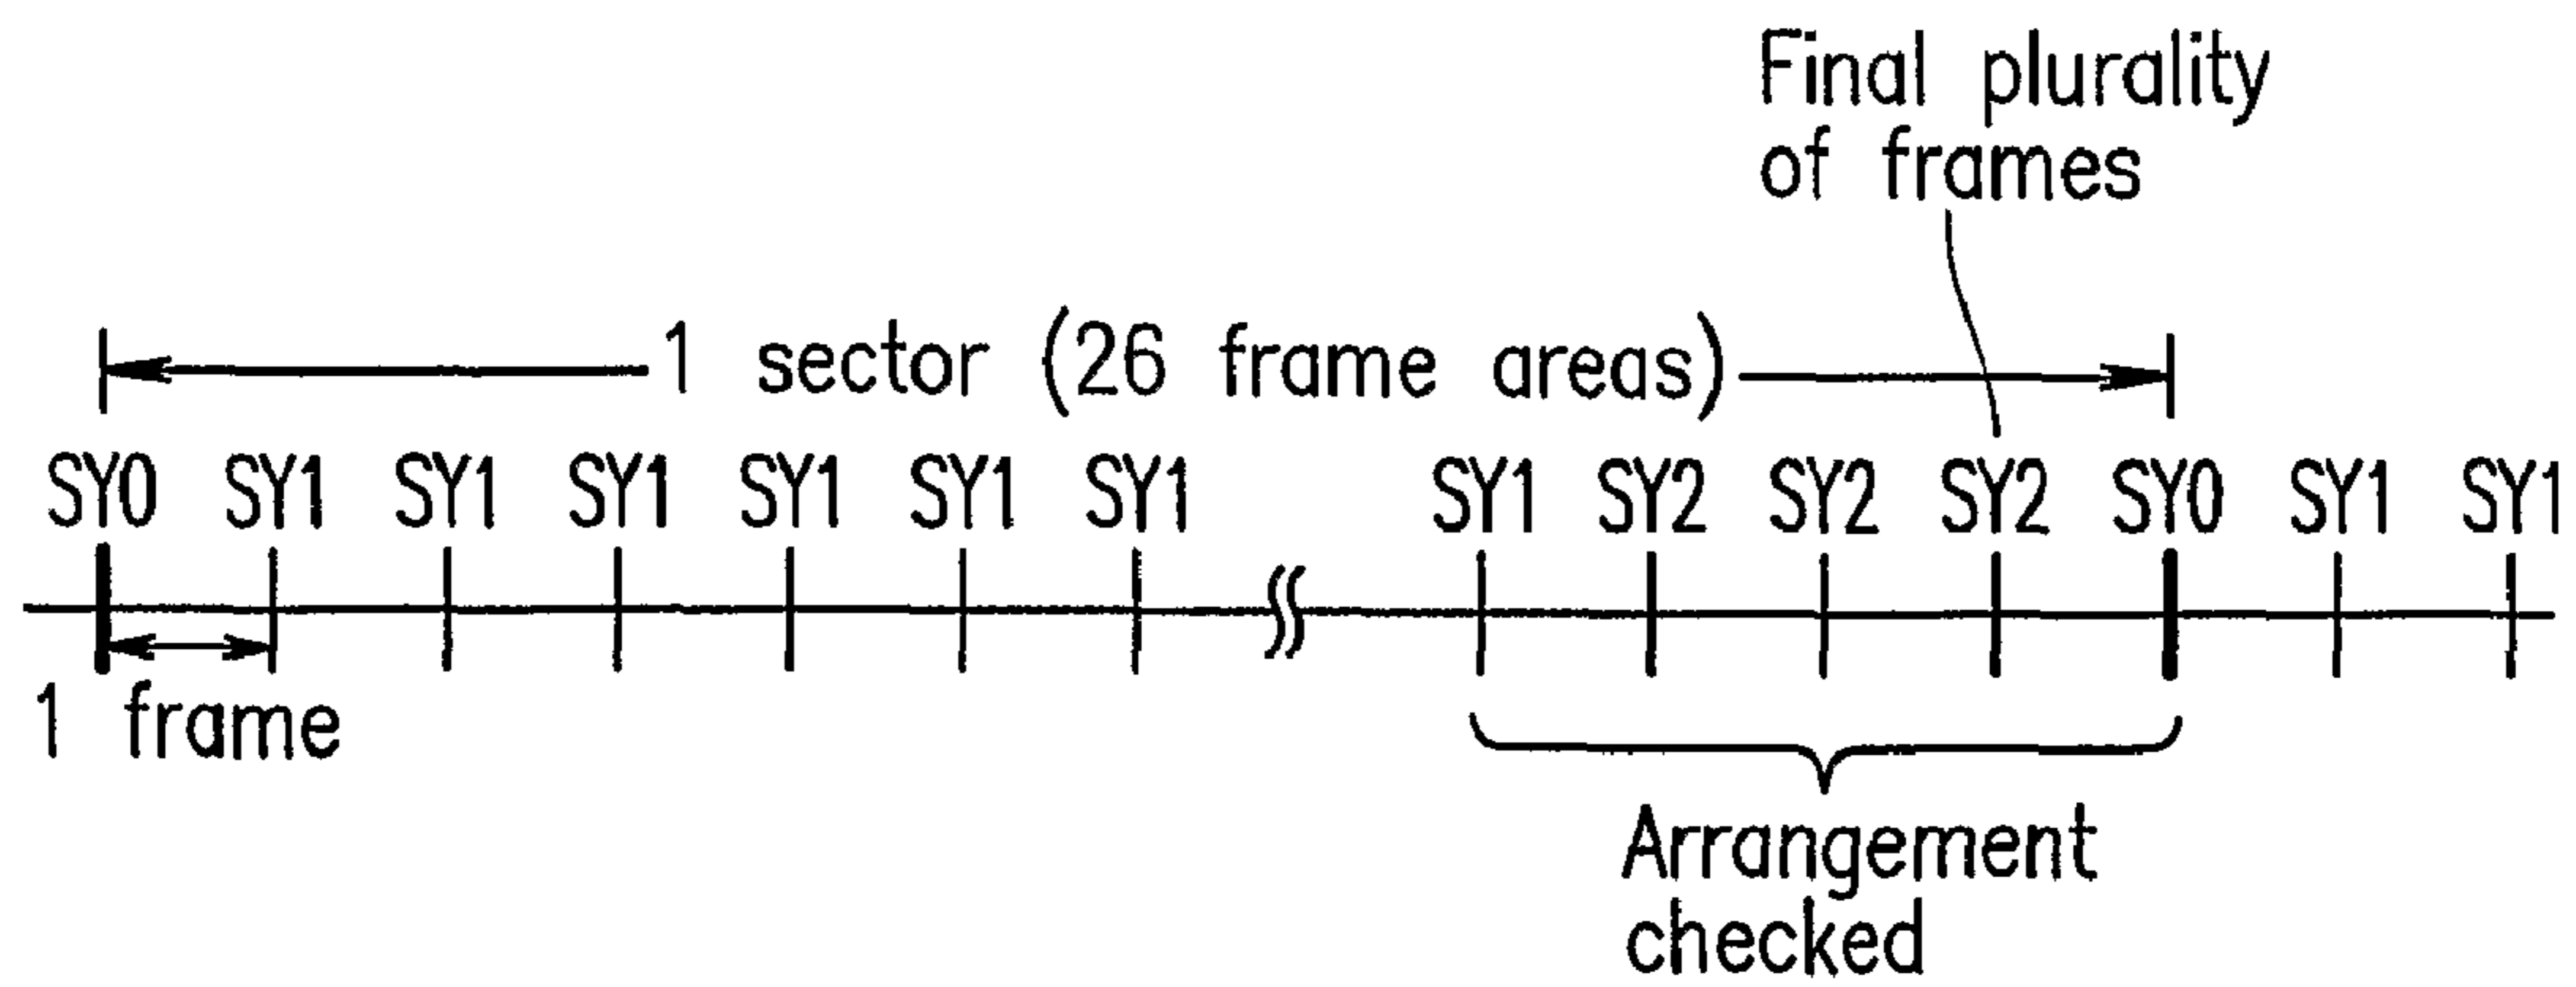 Final plurality
of frames
1 sector (26 frame areas)
SY0 SY1 SY1 SY1 SY1 SY1 SY1 SY1 SY2 SY2 SY2 SY0 SY1 SY1
1 frame
Arrangement
checked